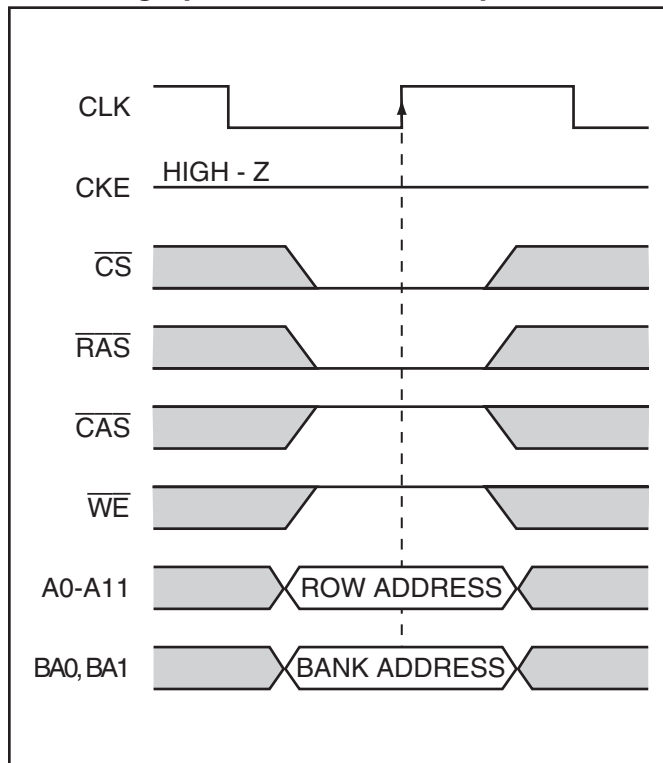 CLK
CKE HIGH - Z
CS
RAS
CAS
WE
A0-A11 ROW ADDRESS
BA0, BA1 BANK ADDRESS